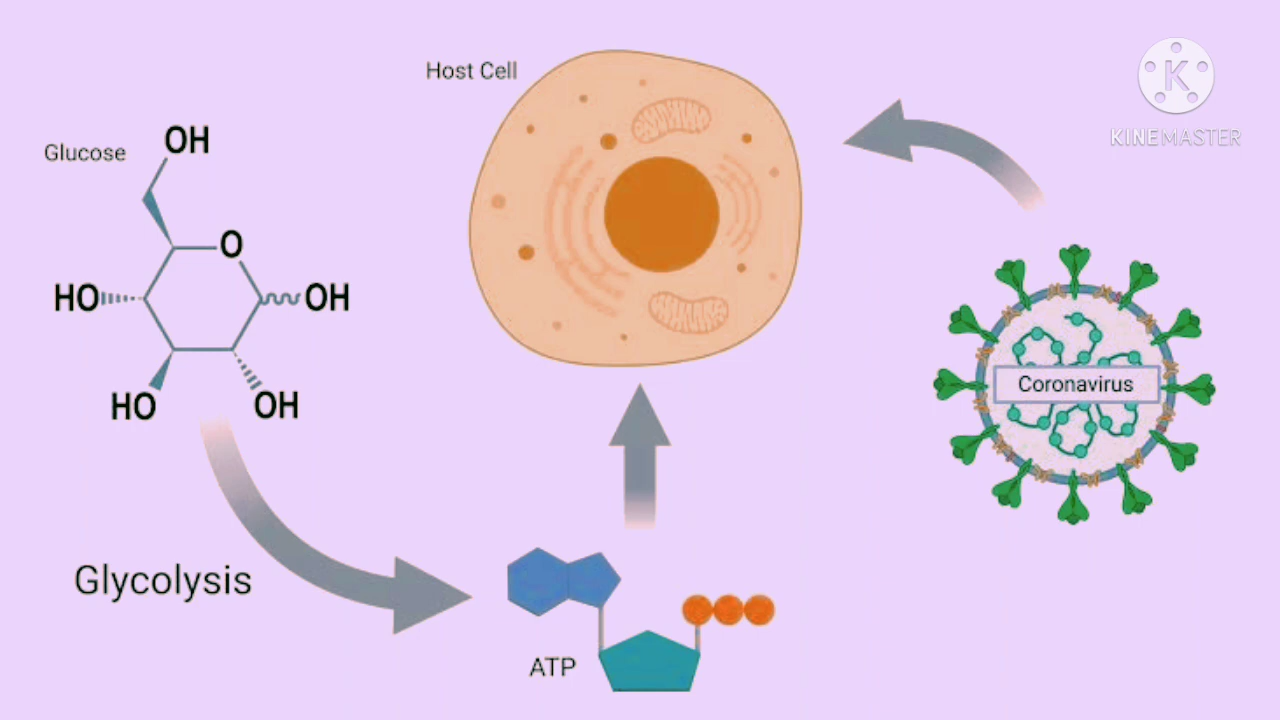 Host Cell
K
KINEMASTER
Glucose
OH
O
HO
OH
HO
OH
Coronavirus
Glycolysis
ATP